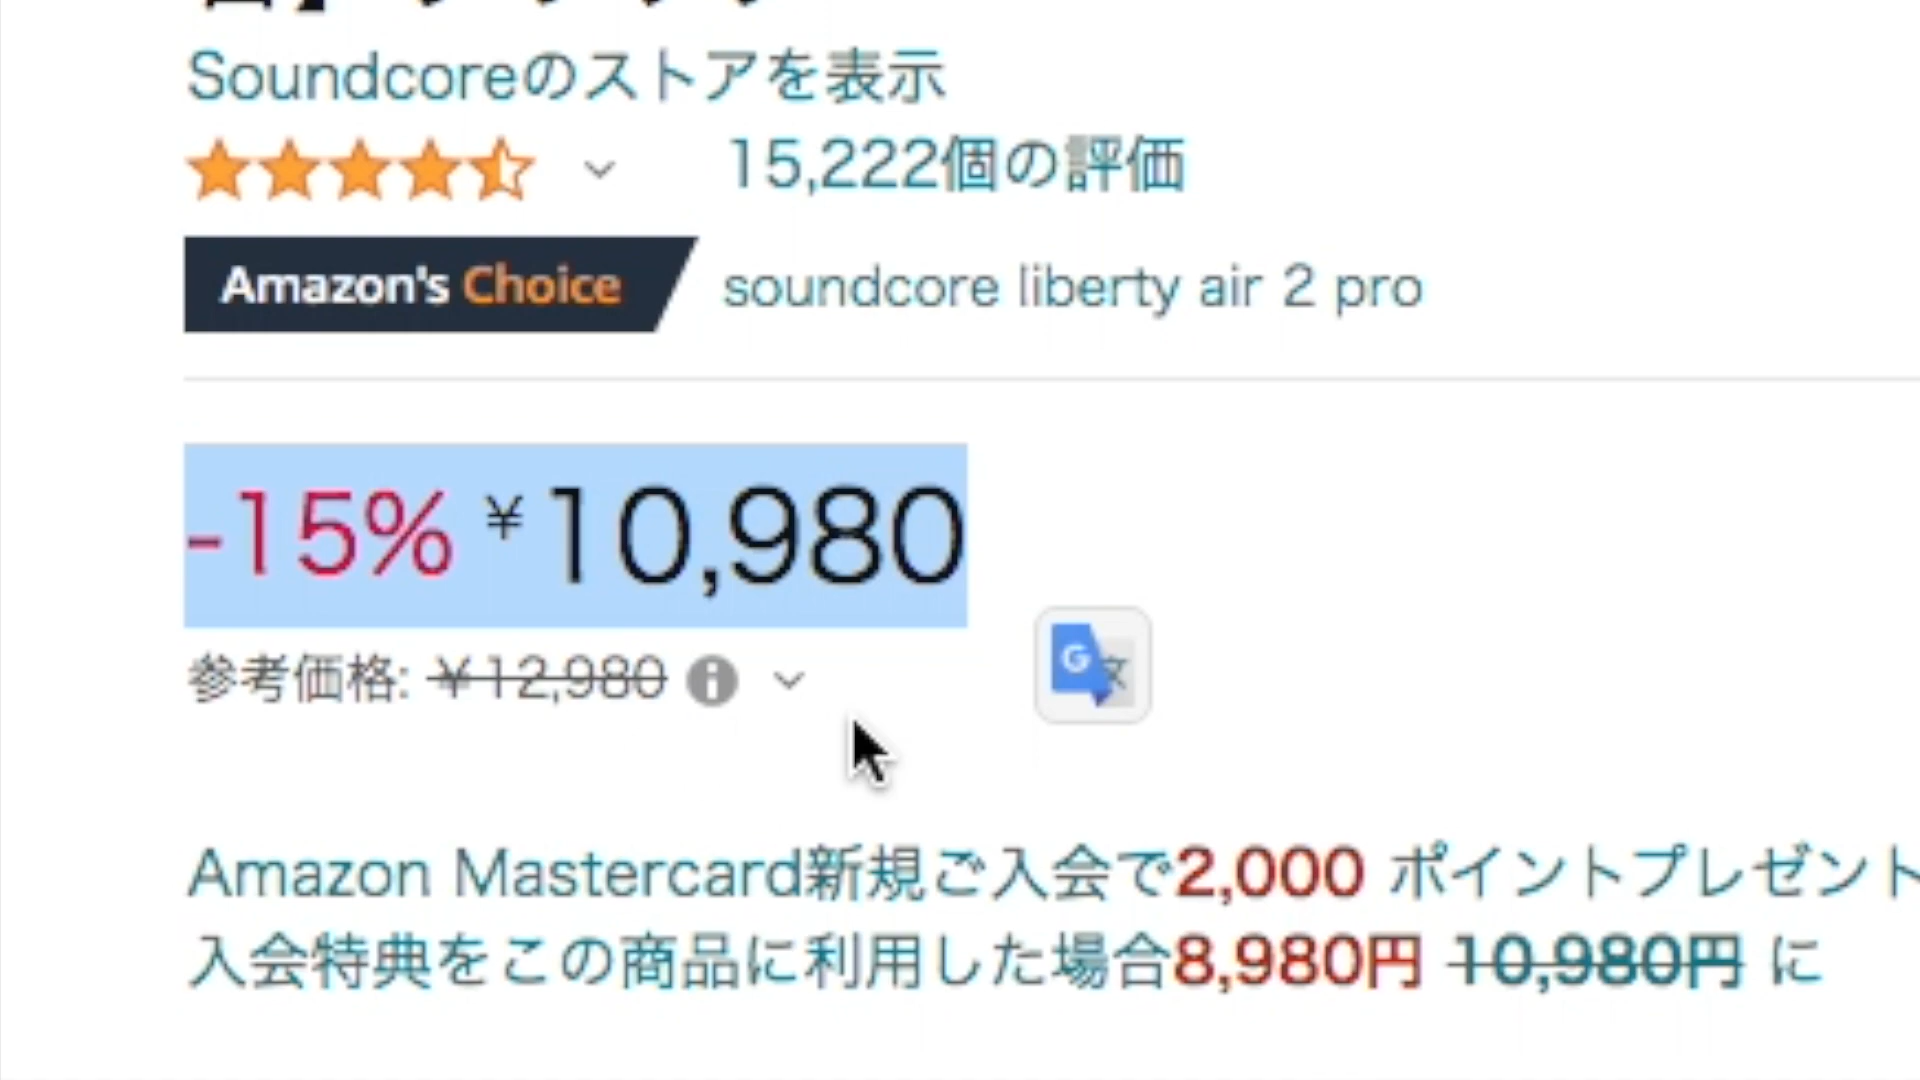 Soundcoreのストアを表示
15,222個の評価
Amazon's Choice soundcore liberty air 2 pro
-15% ¥10,980
参考価格: ¥12,980
Amazon Mastercard新規ご入会で2,000 ポイントプレゼント
入会特典をこの商品に利用した場合8,980円 10,980円 に